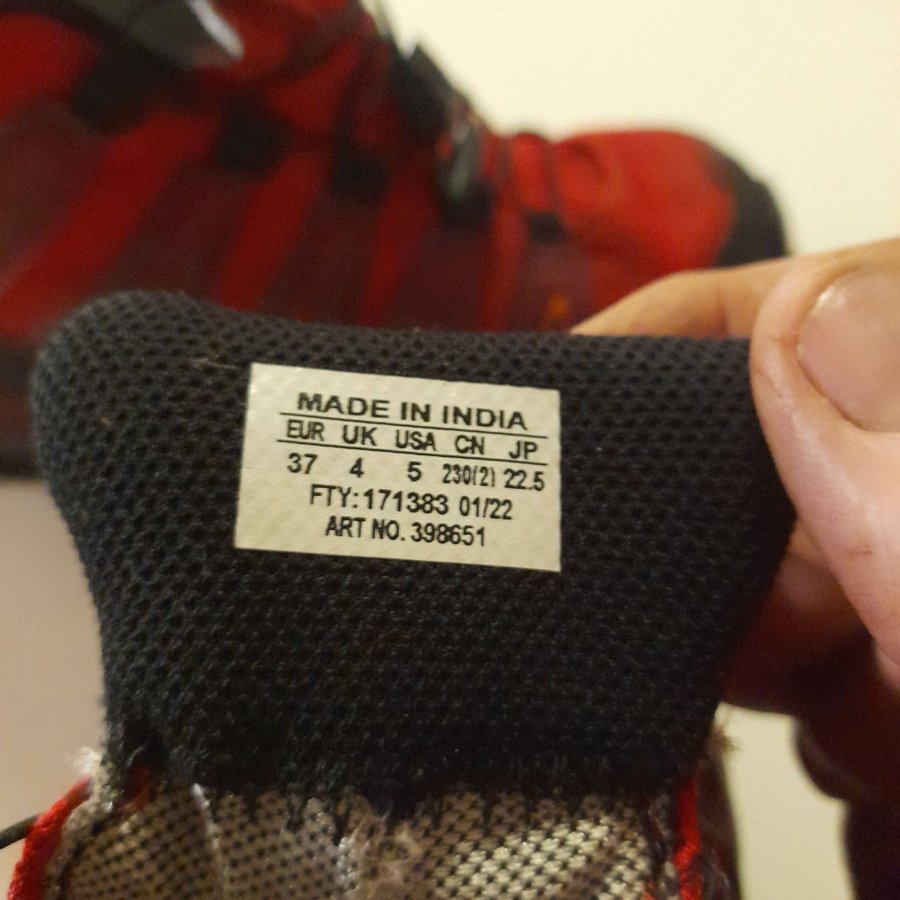 MADE IN INDIA
EUR UK USA CN JP
37 4 5 230(2) 22.5
FTY:171383 01/22
ART NO. 398651